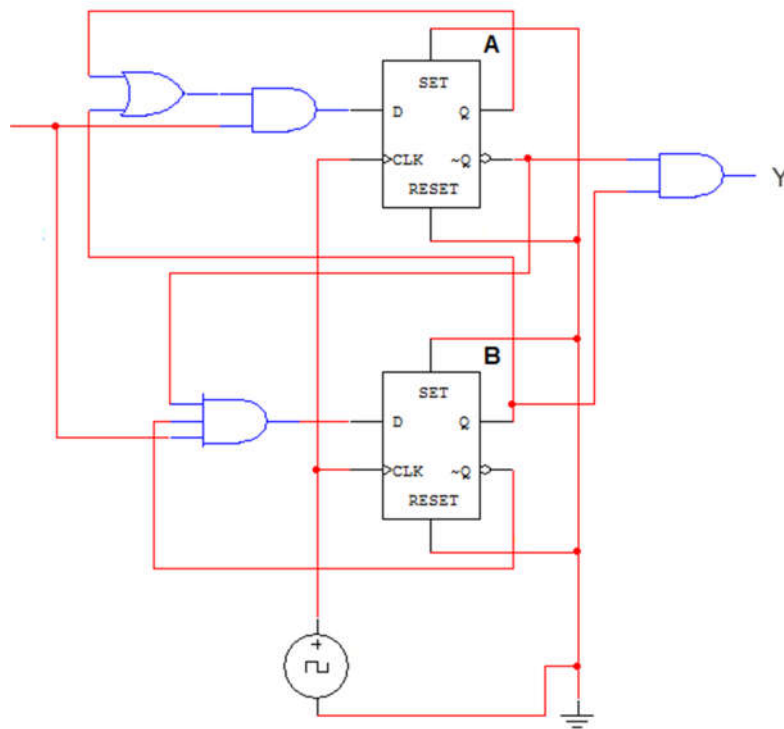 A
SET
D Q
CLK ~Q
RESET
Y
B
SET
D Q
CLK ~Q
RESET
+